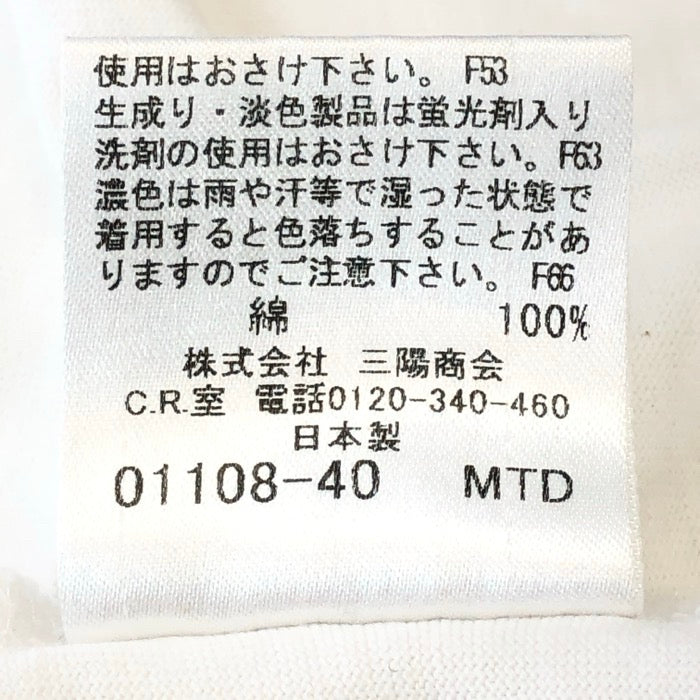 使用はおさけ下さい。 F53
生成り・淡色製品は蛍光剤入り
洗剤の使用はおさけ下さい。F63
濃色は雨や汗等で湿った状態で
着用すると色落ちすることがあ
りますのでご注意下さい。 F66
綿 100%
株式会社 三陽商会
C.R.室 電話0120-340-460
日本製
01108-40 MTD